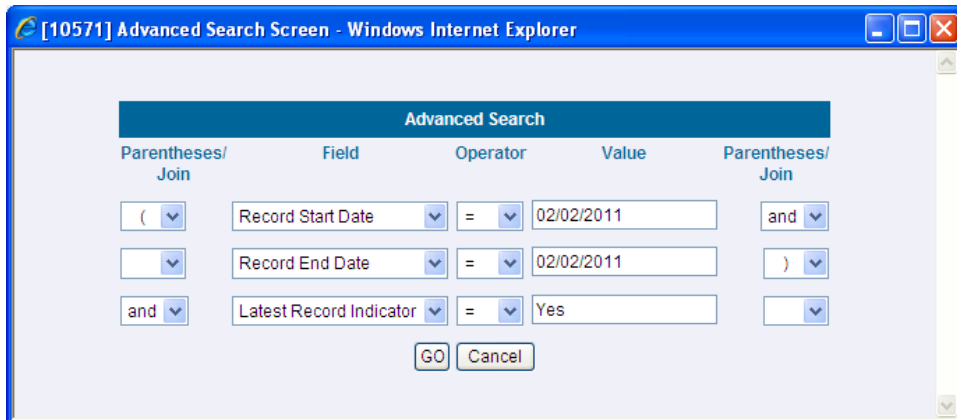 [10571] Advanced Search Screen - Windows Internet Explorer
Advanced Search
Parentheses/ Field Operator Value Parentheses/
Join Join
( Record Start Date = 02/02/2011 and
Record End Date = 02/02/2011 )
and Latest Record Indicator = Yes
GO Cancel